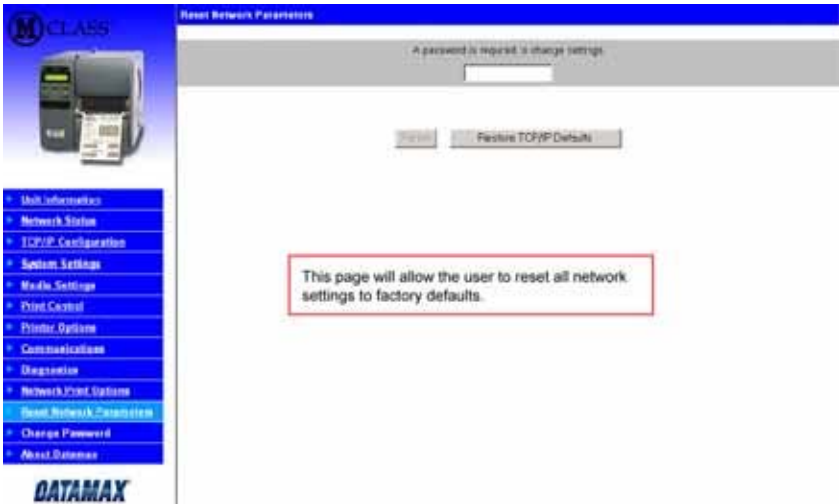 M CLASS
Reset Network Parameters
A password is required to change settings.
Restore TCP/IP Defaults
Unit Information
Network Status
TCP/IP Configuration
System Settings
Media Settings
Print Control
Printer Options
Communications
Diagnostics
Network Print Options
Reset Network Parameters
Change Password
About Datamax
This page will allow the user to reset all network
settings to factory defaults.
DATAMAX